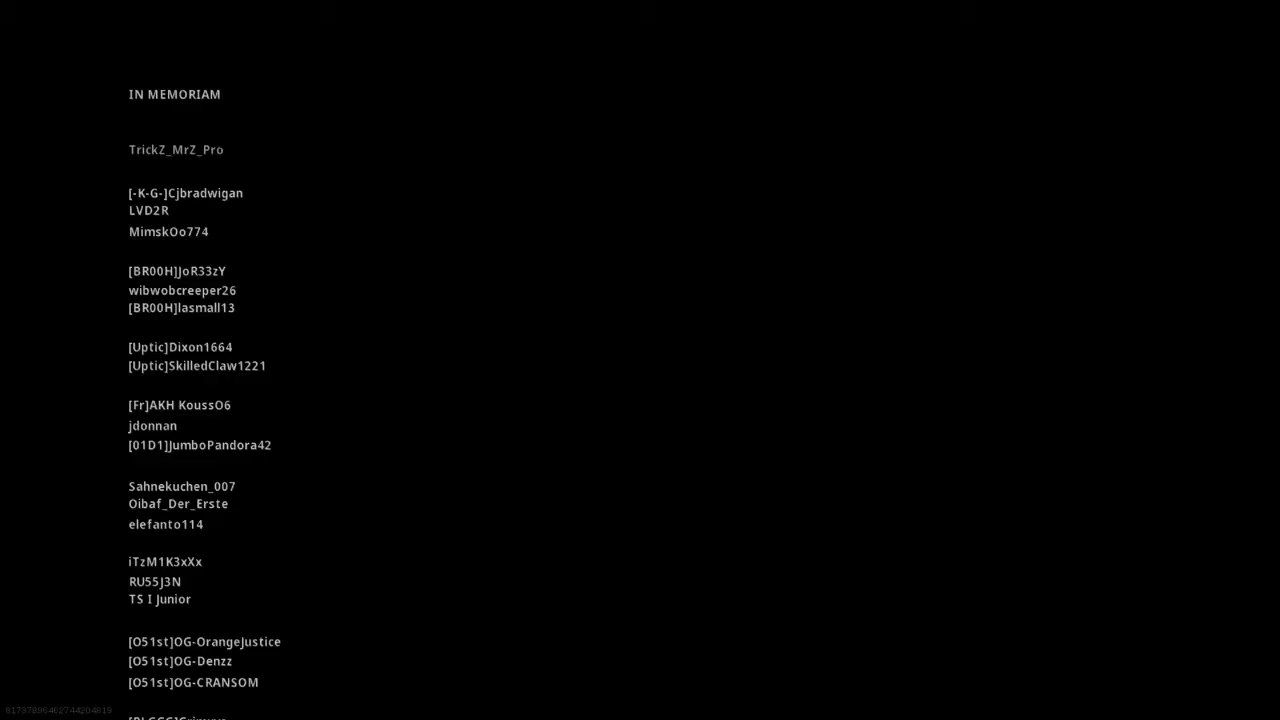 IN MEMORIAM
TrickZ_MrZ_Pro
[-K-G-]Cjbradwigan
LVD2R
MimskOo774
[BR00H]JoR33zY
wibwobcreeper26
[BR00H]lasmall13
[Uptic]Dixon1664
[Uptic]SkilledClaw1221
[Fr]AKH KoussO6
jdonnan
[01D1]JumboPandora42
Sahnekuchen_007
Oibaf_Der_Erste
elefanto114
iTzM1K3xXx
RU55J3N
TS I Junior
[O51st]OG-OrangeJustice
[O51st]OG-Denzz
[O51st]OG-CRANSOM